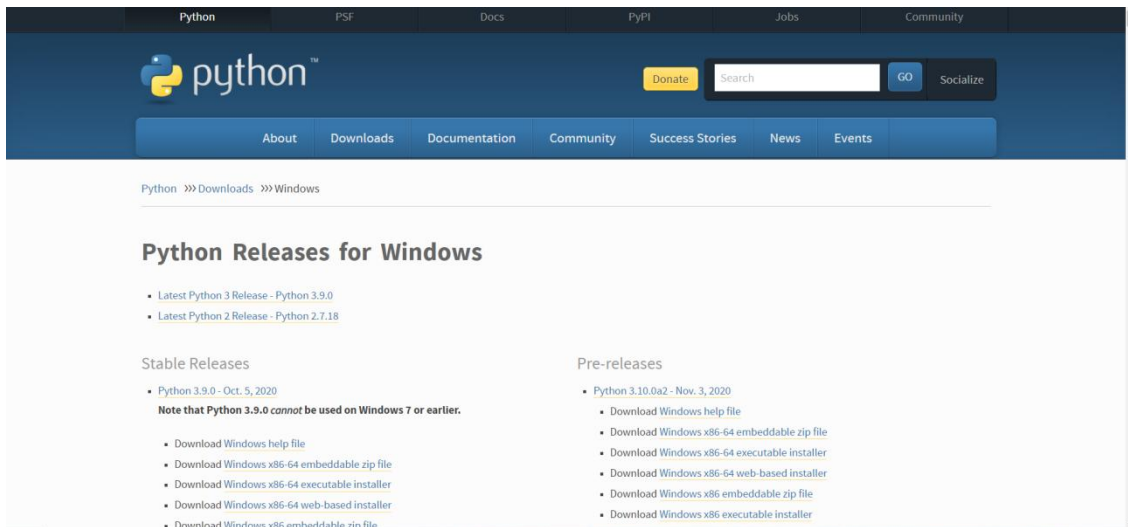 Python PSF Docs PyPI Jobs Community
python™
Donate Search GO Socialize
About Downloads Documentation Community Success Stories News Events
Python >>> Downloads >>> Windows
Python Releases for Windows
Latest Python 3 Release - Python 3.9.0
Latest Python 2 Release - Python 2.7.18
Stable Releases
Python 3.9.0 - Oct. 5, 2020
Note that Python 3.9.0 cannot be used on Windows 7 or earlier.
Download Windows help file
Download Windows x86-64 embeddable zip file
Download Windows x86-64 executable installer
Download Windows x86-64 web-based installer
Download Windows x86 embeddable zip file
Pre-releases
Python 3.10.0a2 - Nov. 3, 2020
Download Windows help file
Download Windows x86-64 embeddable zip file
Download Windows x86-64 executable installer
Download Windows x86-64 web-based installer
Download Windows x86 embeddable zip file
Download Windows x86 executable installer